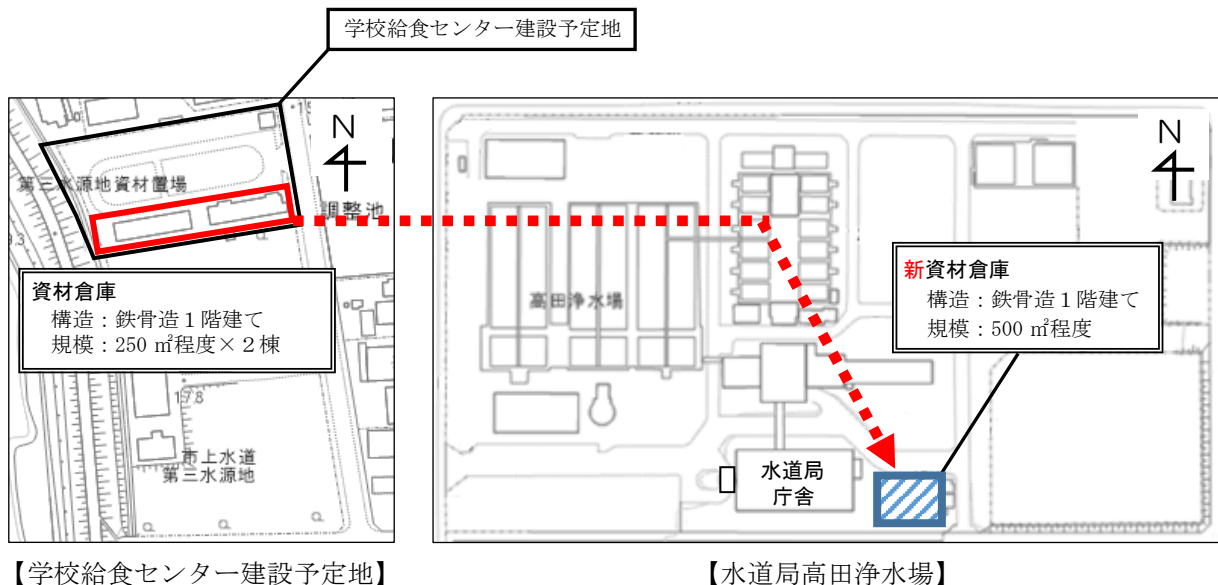 学校給食センター建設予定地
N
第三水源地資材置場
調整池
資材倉庫
構造：鉄骨造１階建て
規模：250 ㎡程度×２棟
178
市上水道
第三水源地
【学校給食センター建設予定地】
N
高田浄水場
新資材倉庫
構造：鉄骨造１階建て
規模：500 ㎡程度
水道局
庁舎
【水道局高田浄水場】